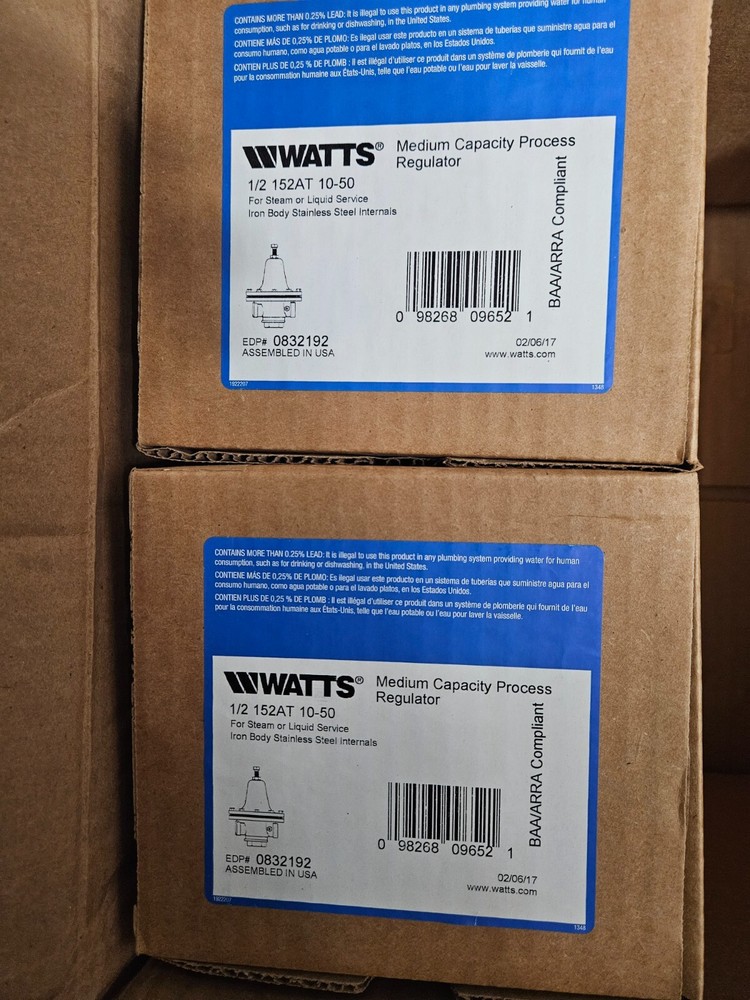 CONTAINS MORE THAN 0.25% LEAD: It is illegal to use this product in any plumbing system providing water for human
consumption, such as for drinking or dishwashing, in the United States.
CONTIENE MÁS DE 0,25% DE PLOMO: Es ilegal usar este producto en un sistema de tuberías que suministre agua para el
consumo humano, como agua potable o para el lavado platos, en los Estados Unidos.
CONTIEN PLUS DE 0,25 % DE PLOMB : Il est illégal d'utiliser ce produit dans un système de plomberie qui fournit de l'eau
pour la consommation humaine aux États-Unis, telle que l'eau potable ou l'eau pour laver la vaisselle.
WATTS®
Medium Capacity Process
Regulator
1/2 152AT 10-50
For Steam or Liquid Service
Iron Body Stainless Steel Internals
BAA/ARRA Compliant
0 98268 09652 1
EDP# 0832192
ASSEMBLED IN USA
02/06/17
www.watts.com
1922207
1348
CONTAINS MORE THAN 0.25% LEAD: It is illegal to use this product in any plumbing system providing water for human
consumption, such as for drinking or dishwashing, in the United States.
CONTIENE MÁS DE 0,25% DE PLOMO: Es ilegal usar este producto en un sistema de tuberías que suministre agua para el
consumo humano, como agua potable o para el lavado platos, en los Estados Unidos.
CONTIEN PLUS DE 0,25 % DE PLOMB : Il est illégal d'utiliser ce produit dans un système de plomberie qui fournit de l'eau
pour la consommation humaine aux États-Unis, telle que l'eau potable ou l'eau pour laver la vaisselle.
WATTS®
Medium Capacity Process
Regulator
1/2 152AT 10-50
For Steam or Liquid Service
Iron Body Stainless Steel Internals
BAA/ARRA Compliant
0 98268 09652 1
EDP# 0832192
ASSEMBLED IN USA
02/06/17
www.watts.com
1922207
1348